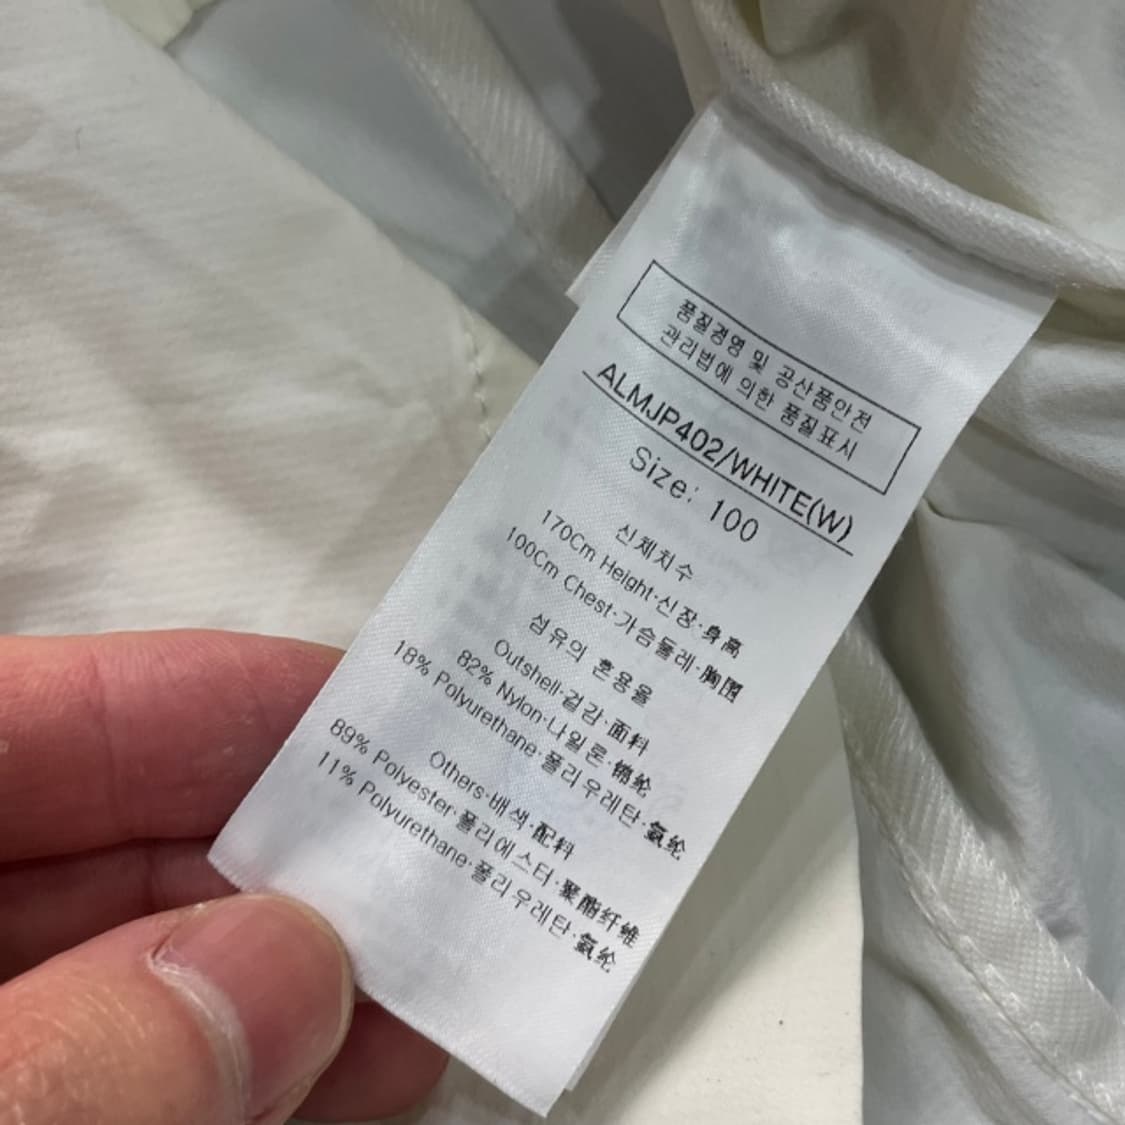 품질경영 및 공산품안전
관리법에 의한 품질표시
ALMJP402/WHITE(W)
Size: 100
신체치수
170Cm Height·신장·身高
100Cm Chest·가슴둘레·胸围
섬유의 혼용율
Outshell·겉감·面料
82% Nylon·나일론·锦纶
18% Polyurethane·폴리우레탄·氨纶
Others·배색·配料
89% Polyester·폴리에스터·聚酯纤维
11% Polyurethane·폴리우레탄·氨纶